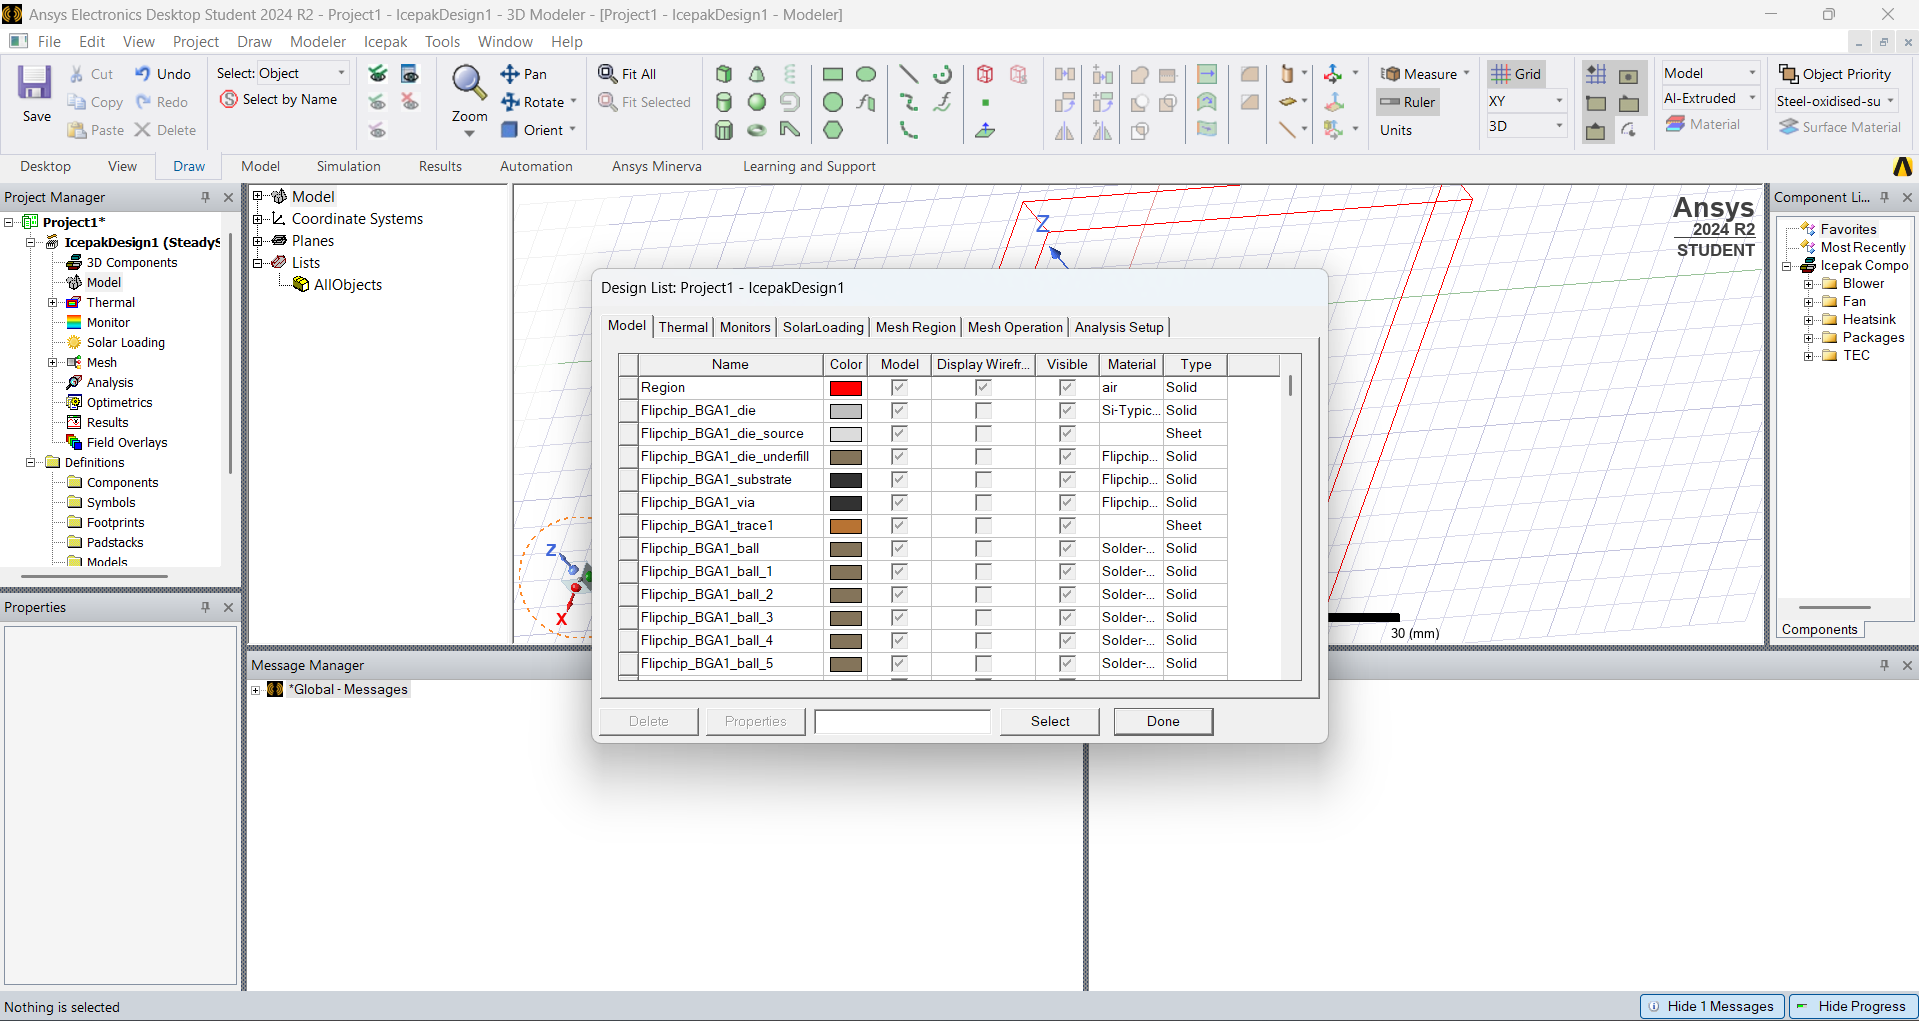 Ansys Electronics Desktop Student 2024 R2 - Project1 - IcepakDesign1 - 3D Modeler - [Project1 - IcepakDesign1 - Modeler]
File Edit View Project Draw Modeler Icepak Tools Window Help
Save
Cut
Copy
Paste
Undo
Redo
Delete
Select: Object
Select by Name
Zoom
Pan
Rotate
Orient
Fit All
Fit Selected
Measure
Ruler
Units
Grid
XY
3D
Model
Al-Extruded
Material
Object Priority
Steel-oxidised-su
Surface Material
Desktop View Draw Model Simulation Results Automation Ansys Minerva Learning and Support
Project Manager
Project1*
IcepakDesign1 (SteadyS
3D Components
Model
Thermal
Monitor
Solar Loading
Mesh
Analysis
Optimetrics
Results
Field Overlays
Definitions
Components
Symbols
Footprints
Padstacks
Models
Properties
Model
Coordinate Systems
Planes
Lists
AllObjects
Z
Z
X
Ansys
2024 R2
STUDENT
30 (mm)
Component Li...
Favorites
Most Recently
Icepak Compo
Blower
Fan
Heatsink
Packages
TEC
Components
Design List: Project1 - IcepakDesign1
Model Thermal Monitors SolarLoading Mesh Region Mesh Operation Analysis Setup
Name Color Model Display Wirefr... Visible Material Type
Region air Solid
Flipchip_BGA1_die Si-Typic... Solid
Flipchip_BGA1_die_source Sheet
Flipchip_BGA1_die_underfill Flipchip... Solid
Flipchip_BGA1_substrate Flipchip... Solid
Flipchip_BGA1_via Flipchip... Solid
Flipchip_BGA1_trace1 Sheet
Flipchip_BGA1_ball Solder-... Solid
Flipchip_BGA1_ball_1 Solder-... Solid
Flipchip_BGA1_ball_2 Solder-... Solid
Flipchip_BGA1_ball_3 Solder-... Solid
Flipchip_BGA1_ball_4 Solder-... Solid
Flipchip_BGA1_ball_5 Solder-... Solid
Delete Properties Select Done
Message Manager
*Global - Messages
Nothing is selected
Hide 1 Messages
Hide Progress